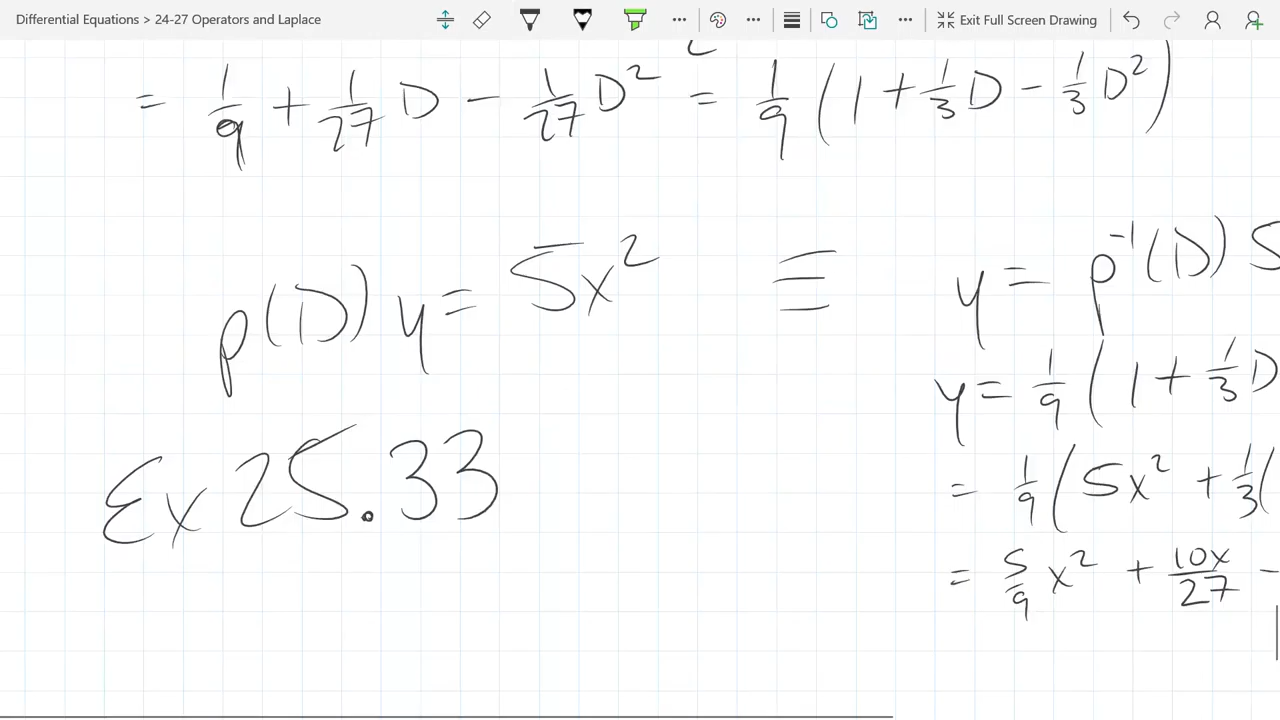 Differential Equations > 24-27 Operators and Laplace
Exit Full Screen Drawing
= 1/9 + 1/27 D - 1/27 D² = 1/9 (1 + 1/3 D - 1/3 D²)
p(D) y = 5x² ≡ y = p⁻¹(D) 5
y = 1/9 (1 + 1/3 D
= 1/9 (5x² + 1/3 (
= 5/9 x² + 10x/27 -
Ex 25.33